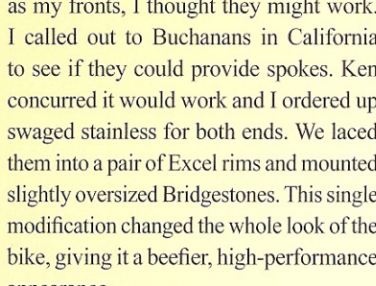 as my fronts, I thought they might work.
I called out to Buchanans in California
to see if they could provide spokes. Ken
concurred it would work and I ordered up
swaged stainless for both ends. We laced
them into a pair of Excel rims and mounted
slightly oversized Bridgestones. This single
modification changed the whole look of the
bike, giving it a beefier, high-performance